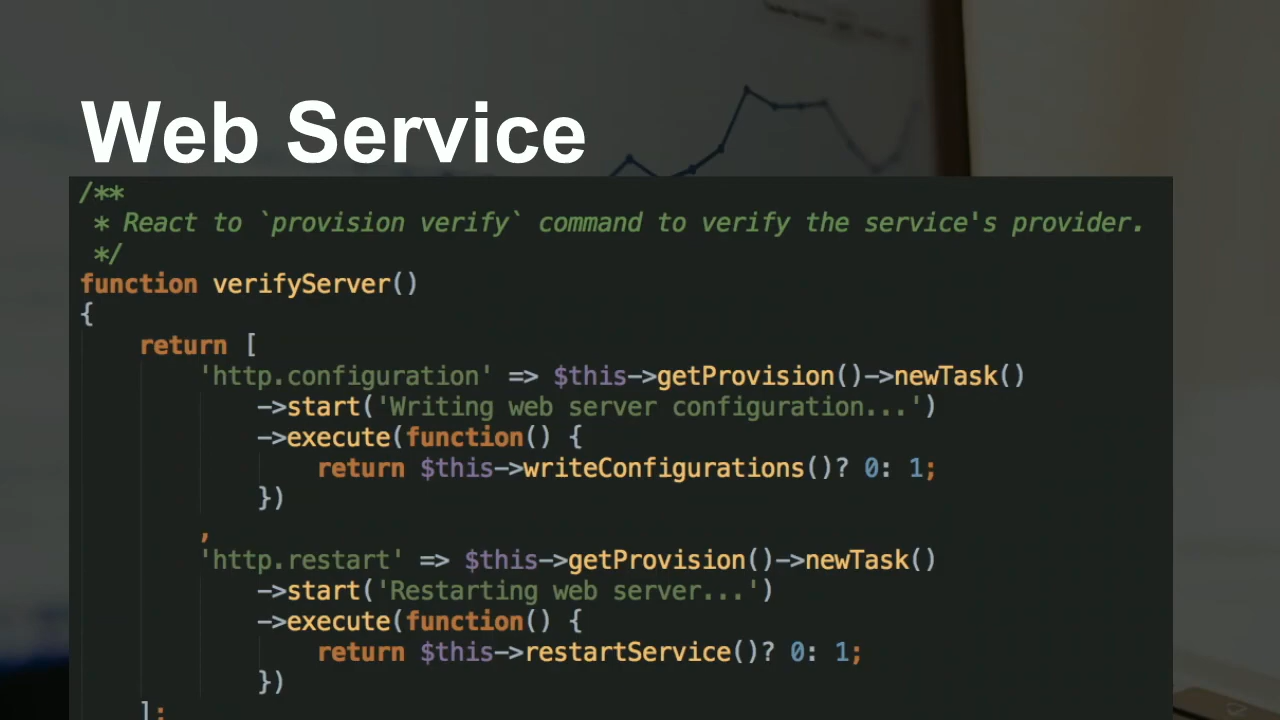 Web Service
/**
 * React to `provision verify` command to verify the service's provider.
 */
function verifyServer()
{
    return [
        'http.configuration' => $this->getProvision()->newTask()
            ->start('Writing web server configuration...')
            ->execute(function() {
                return $this->writeConfigurations()? 0: 1;
            })
        ,
        'http.restart' => $this->getProvision()->newTask()
            ->start('Restarting web server...')
            ->execute(function() {
                return $this->restartService()? 0: 1;
            })
    ];